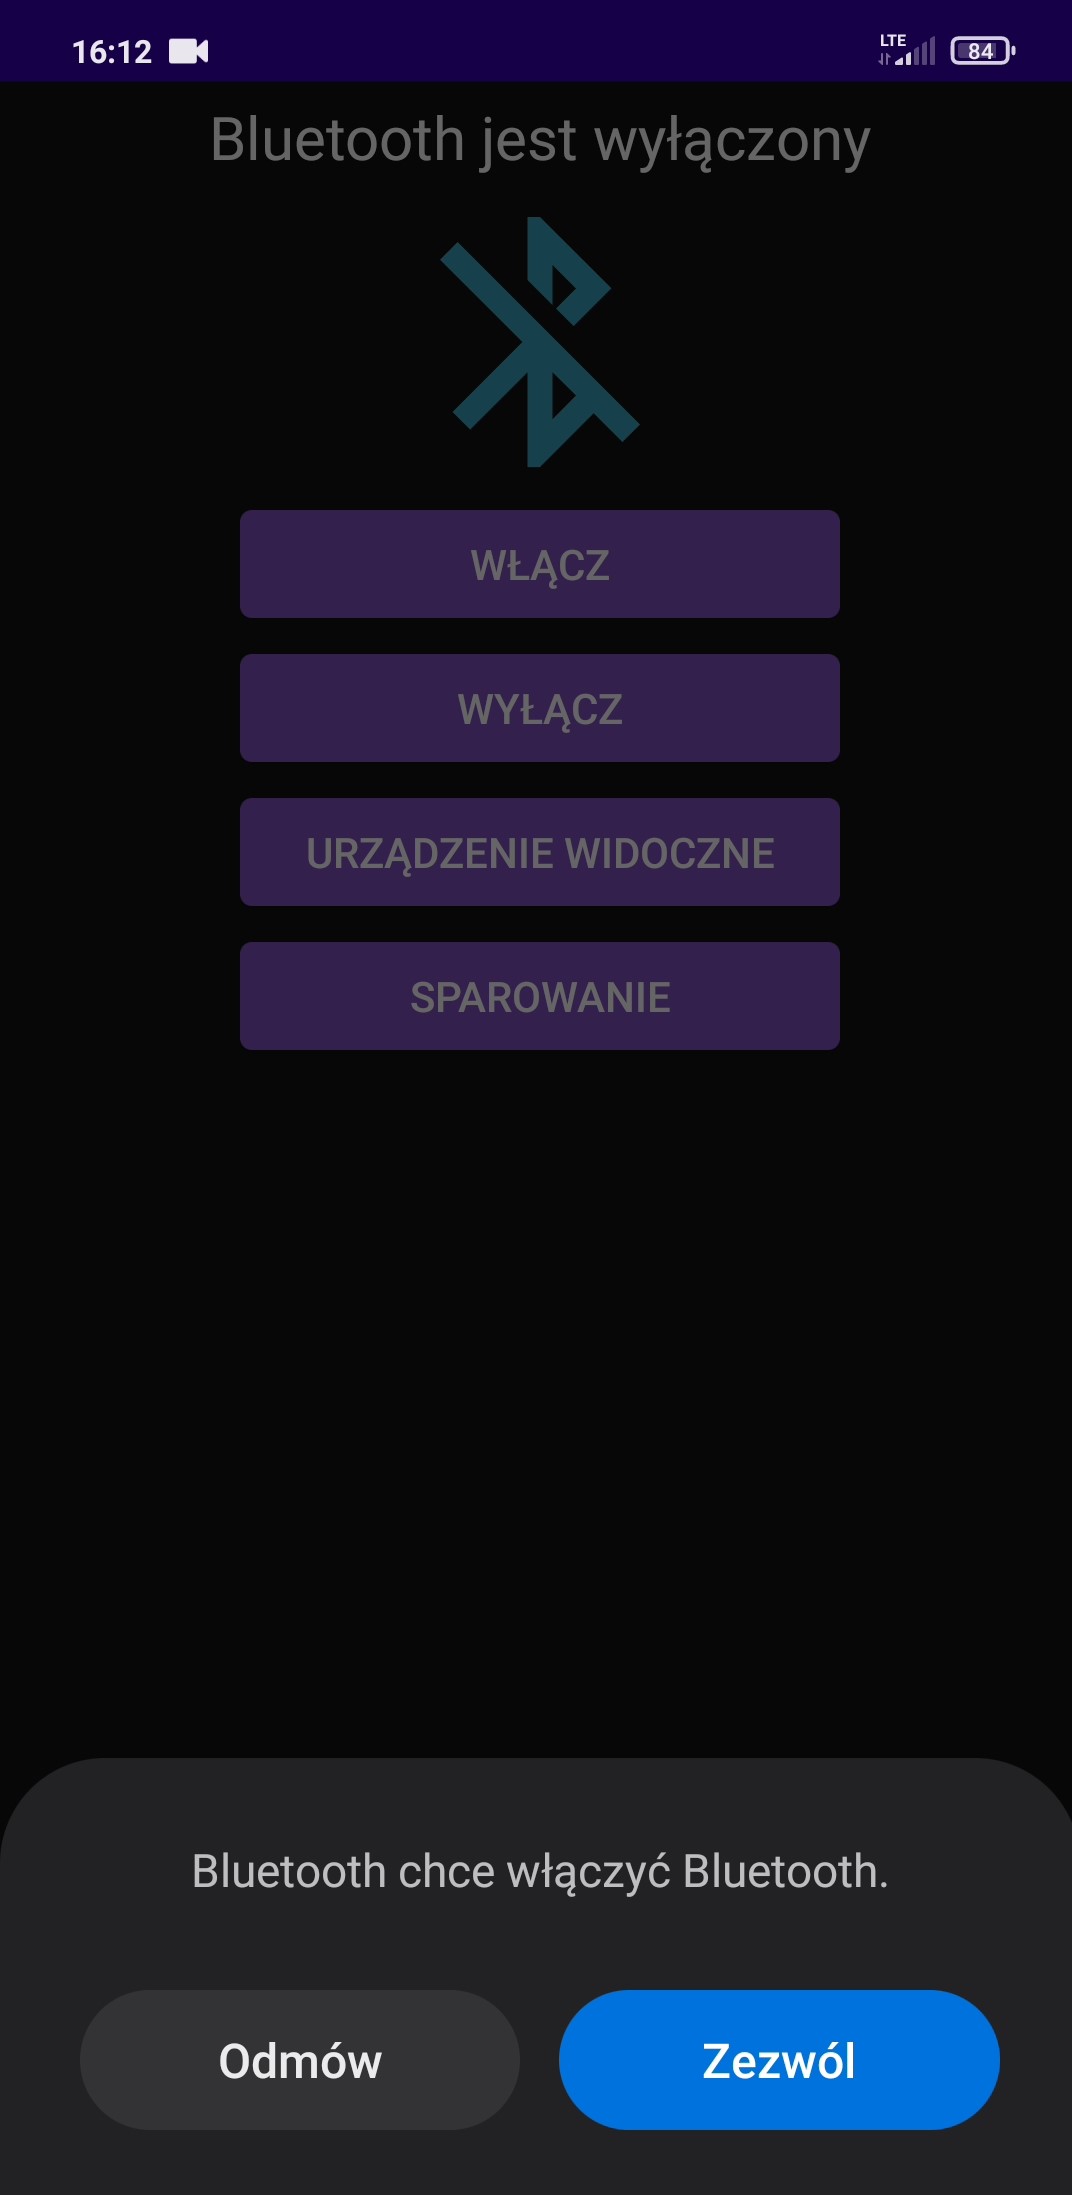 16:12 LTE 84
Bluetooth jest wyłączony
WŁĄCZ
WYŁĄCZ
URZĄDZENIE WIDOCZNE
SPAROWANIE
Bluetooth chce włączyć Bluetooth.
Odmów Zezwól